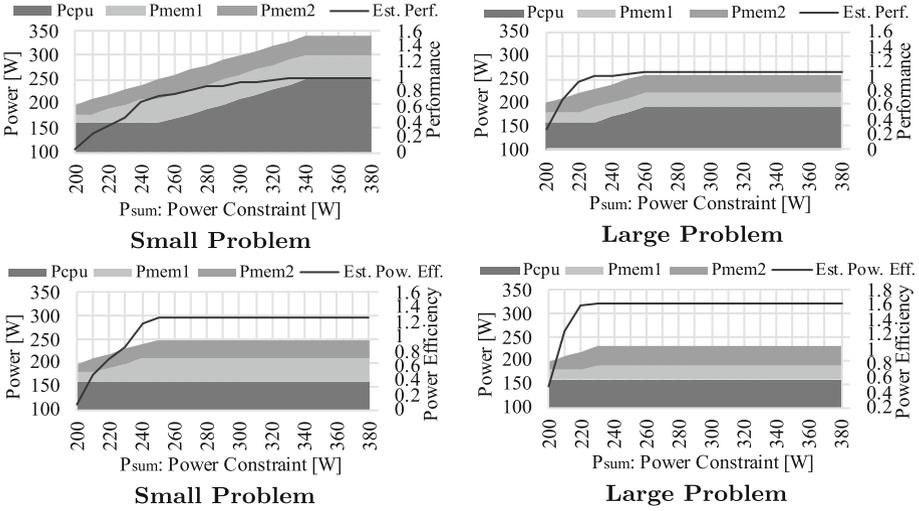 Pcpu Pmem1 Pmem2 Est. Perf.
350
300
250
200
150
100
Power [W]
1.6
1.4
1.2
1
0.8
0.6
0.4
0.2
0
Performance
200 220 240 260 280 300 320 340 360 380
Psum: Power Constraint [W]
Small Problem
Pcpu Pmem1 Pmem2 Est. Perf.
350
300
250
200
150
100
Power [W]
1.6
1.4
1.2
1
0.8
0.6
0.4
0.2
0
Performance
200 220 240 260 280 300 320 340 360 380
Psum: Power Constraint [W]
Large Problem
Pcpu Pmem1 Pmem2 Est. Pow. Eff.
350
300
250
200
150
100
Power [W]
1.6
1.4
1.2
1
0.8
0.6
0.4
0.2
0
Power Efficiency
200 220 240 260 280 300 320 340 360 380
Psum: Power Constraint [W]
Small Problem
Pcpu Pmem1 Pmem2 Est. Pow. Eff.
350
300
250
200
150
100
Power [W]
1.8
1.6
1.4
1.2
1
0.8
0.6
0.4
0.2
Power Efficiency
200 220 240 260 280 300 320 340 360 380
Psum: Power Constraint [W]
Large Problem